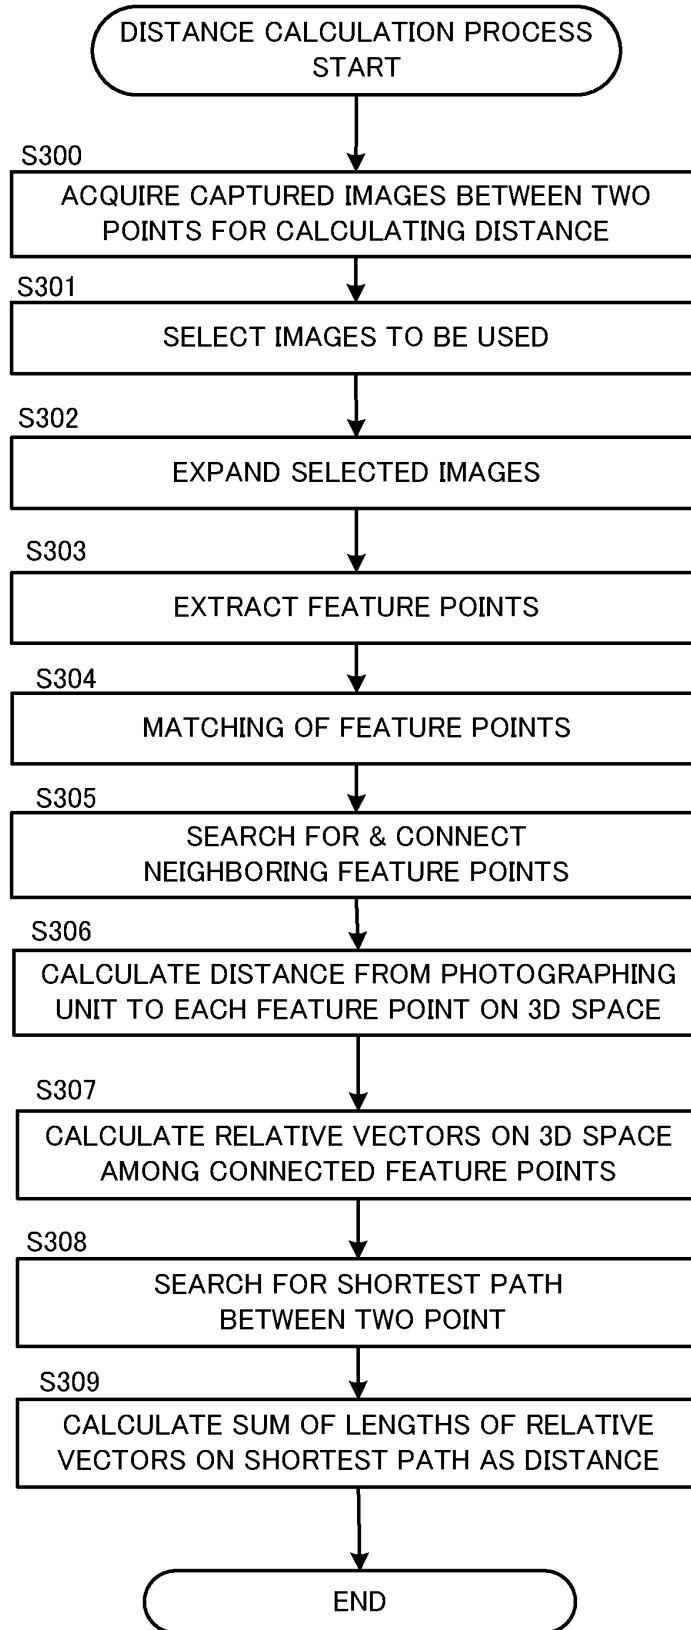 DISTANCE CALCULATION PROCESS
START
S300
ACQUIRE CAPTURED IMAGES BETWEEN TWO
POINTS FOR CALCULATING DISTANCE
S301
SELECT IMAGES TO BE USED
S302
EXPAND SELECTED IMAGES
S303
EXTRACT FEATURE POINTS
S304
MATCHING OF FEATURE POINTS
S305
SEARCH FOR & CONNECT
NEIGHBORING FEATURE POINTS
S306
CALCULATE DISTANCE FROM PHOTOGRAPHING
UNIT TO EACH FEATURE POINT ON 3D SPACE
S307
CALCULATE RELATIVE VECTORS ON 3D SPACE
AMONG CONNECTED FEATURE POINTS
S308
SEARCH FOR SHORTEST PATH
BETWEEN TWO POINT
S309
CALCULATE SUM OF LENGTHS OF RELATIVE
VECTORS ON SHORTEST PATH AS DISTANCE
END